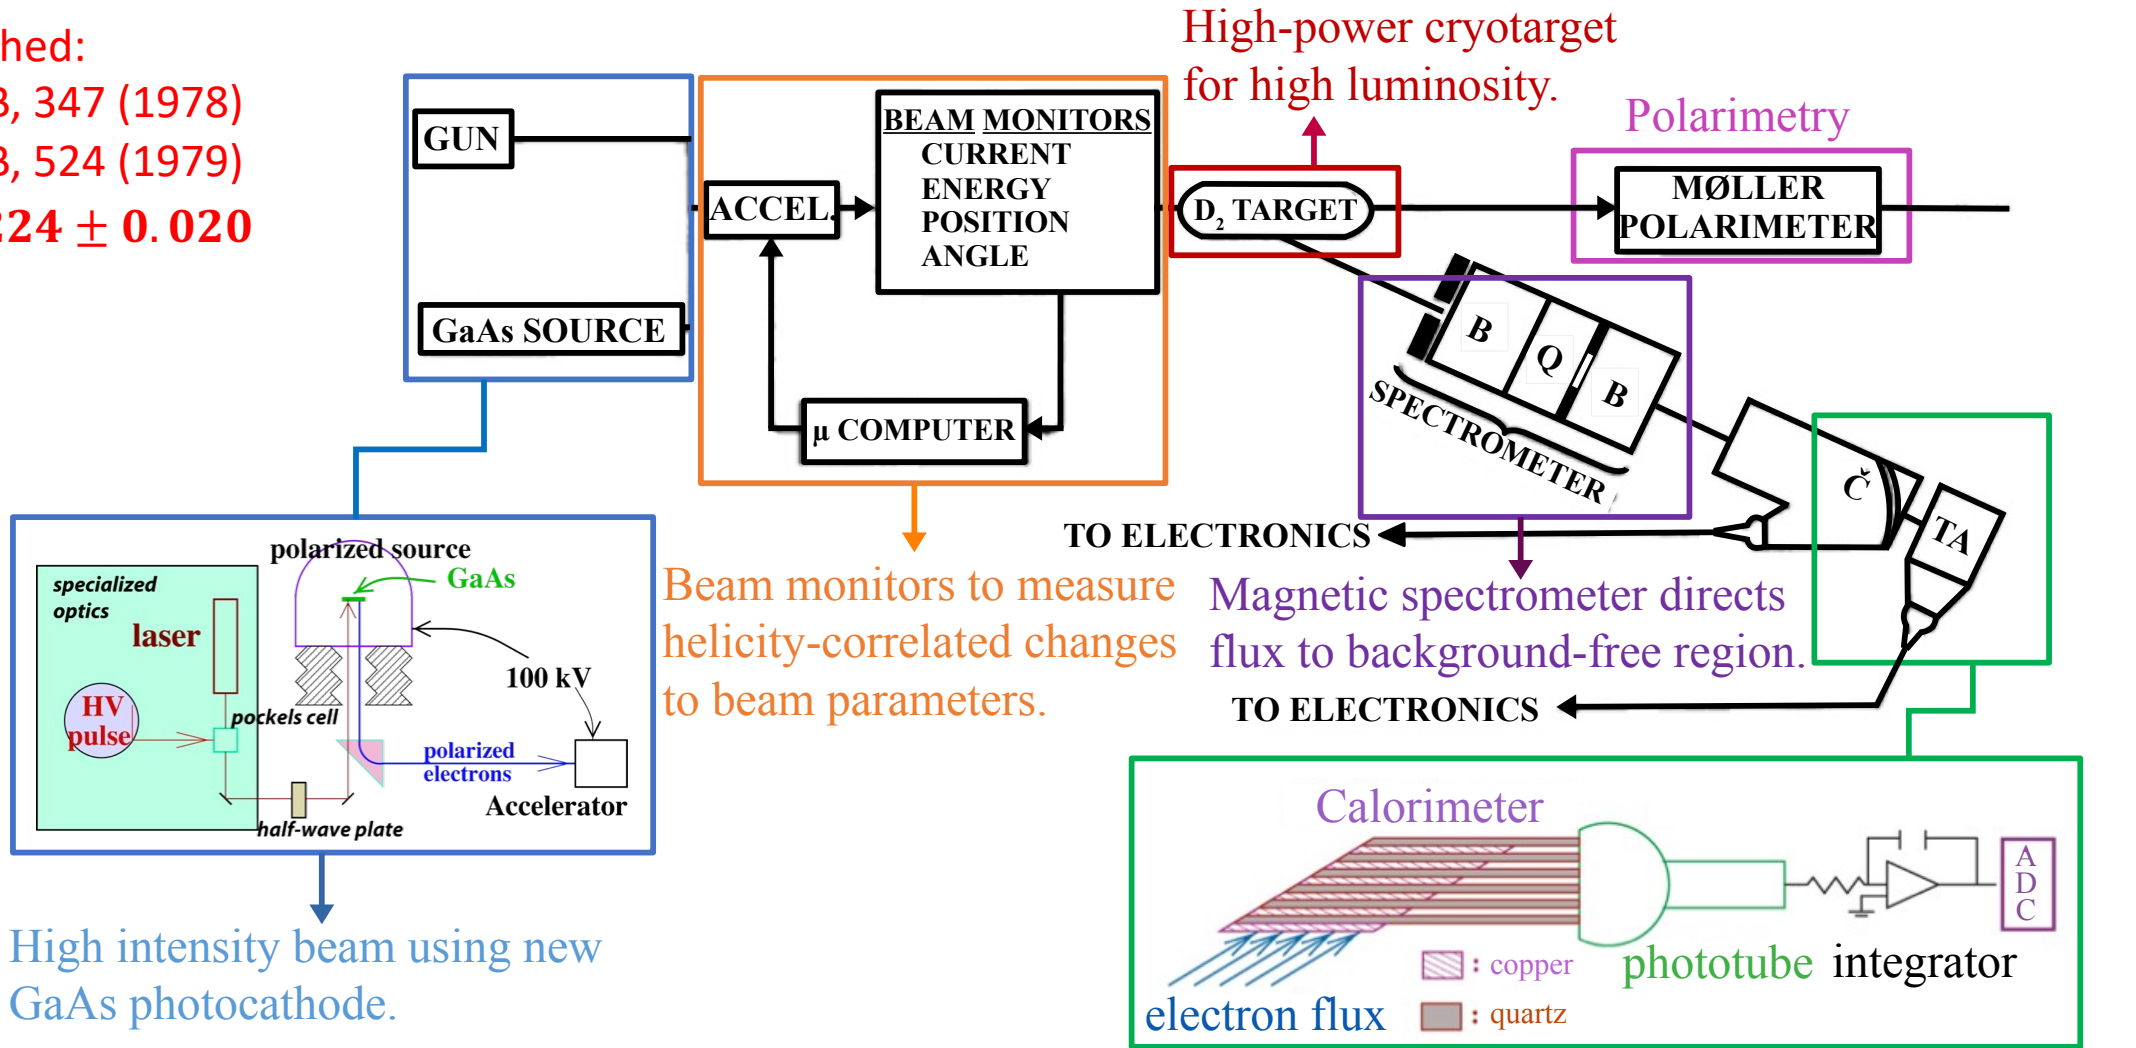 hed:
3, 347 (1978)
3, 524 (1979)
224 ± 0.020
High-power cryotarget
for high luminosity.
Polarimetry
GUN
GaAs SOURCE
ACCEL.
BEAM MONITORS
CURRENT
ENERGY
POSITION
ANGLE
µ COMPUTER
D₂ TARGET
MØLLER
POLARIMETER
B
Q
B
SPECTROMETER
Č
TA
TO ELECTRONICS
TO ELECTRONICS
Beam monitors to measure
helicity-correlated changes
to beam parameters.
Magnetic spectrometer directs
flux to background-free region.
polarized source
GaAs
specialized
optics
laser
100 kV
HV
pulse
pockels cell
polarized
electrons
Accelerator
half-wave plate
High intensity beam using new
GaAs photocathode.
Calorimeter
A
D
C
: copper
: quartz
phototube
integrator
electron flux